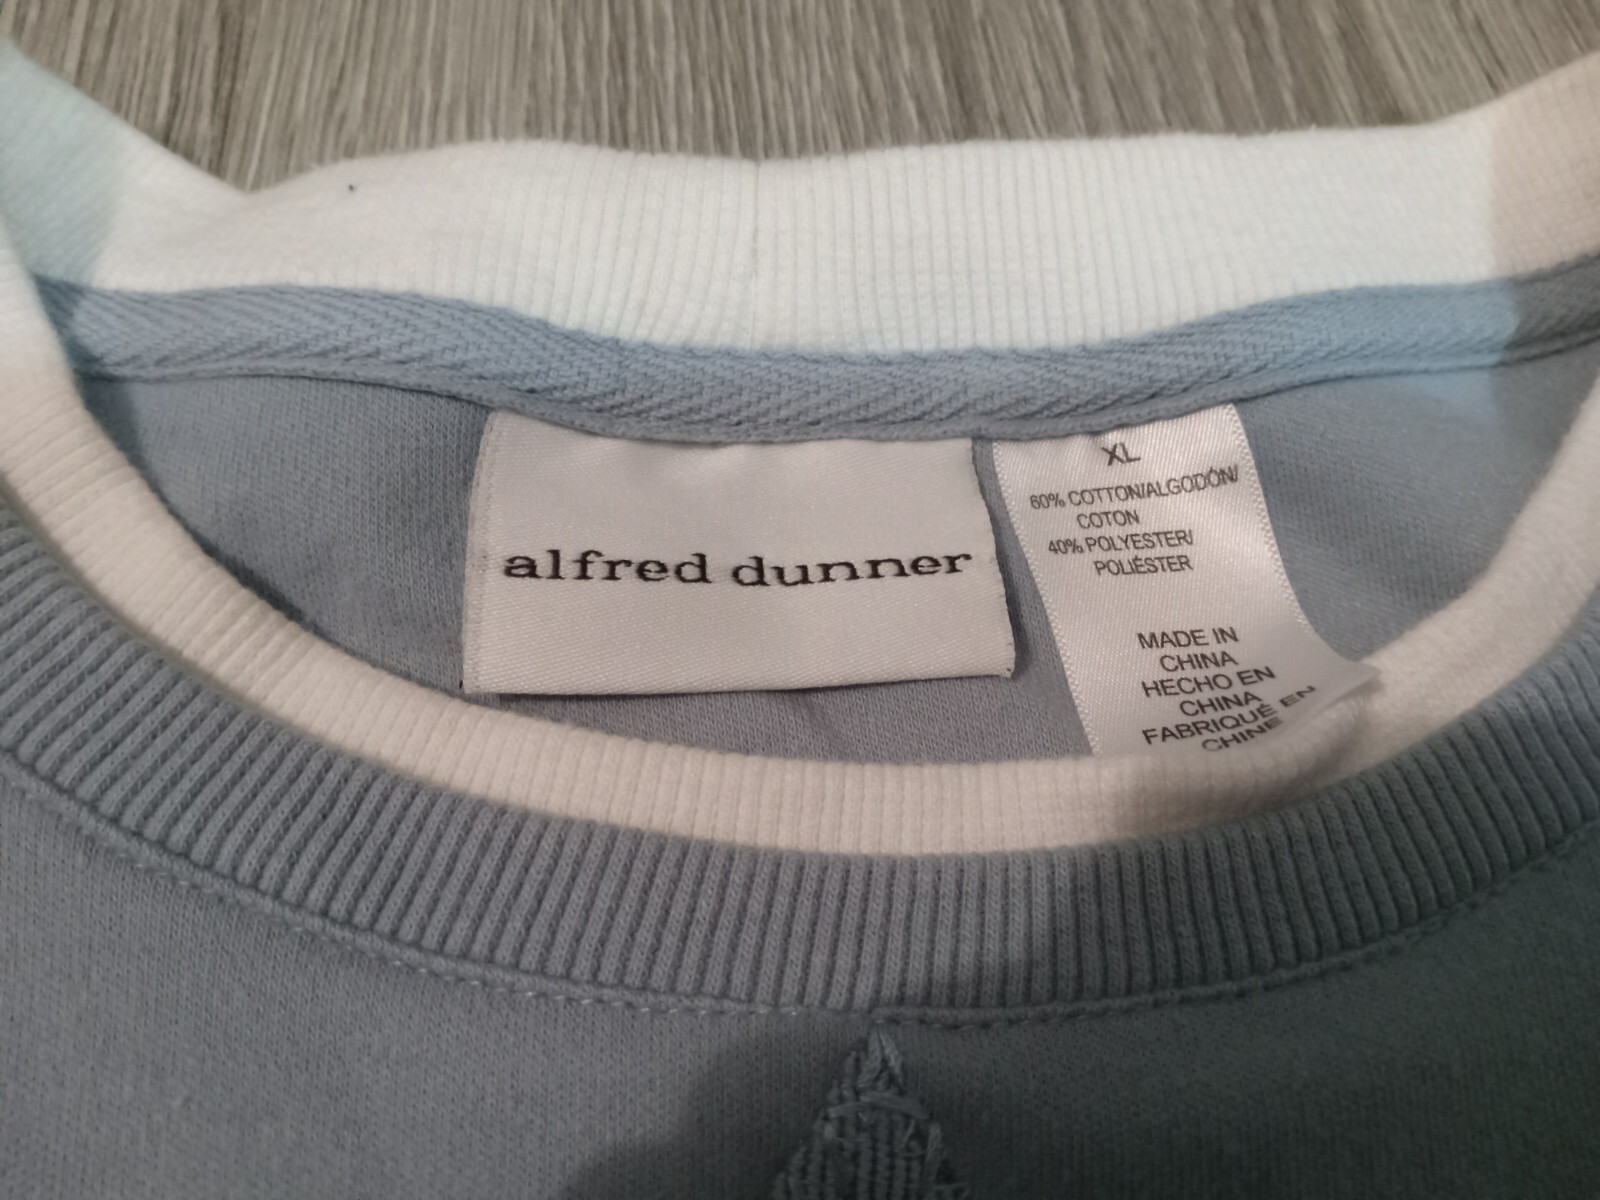 alfred dunner
XL
60% COTTON/ALGODÓN/
COTON
40% POLYESTER/
POLIÉSTER
MADE IN
CHINA
HECHO EN
CHINA
FABRIQUÉ EN
CHINE